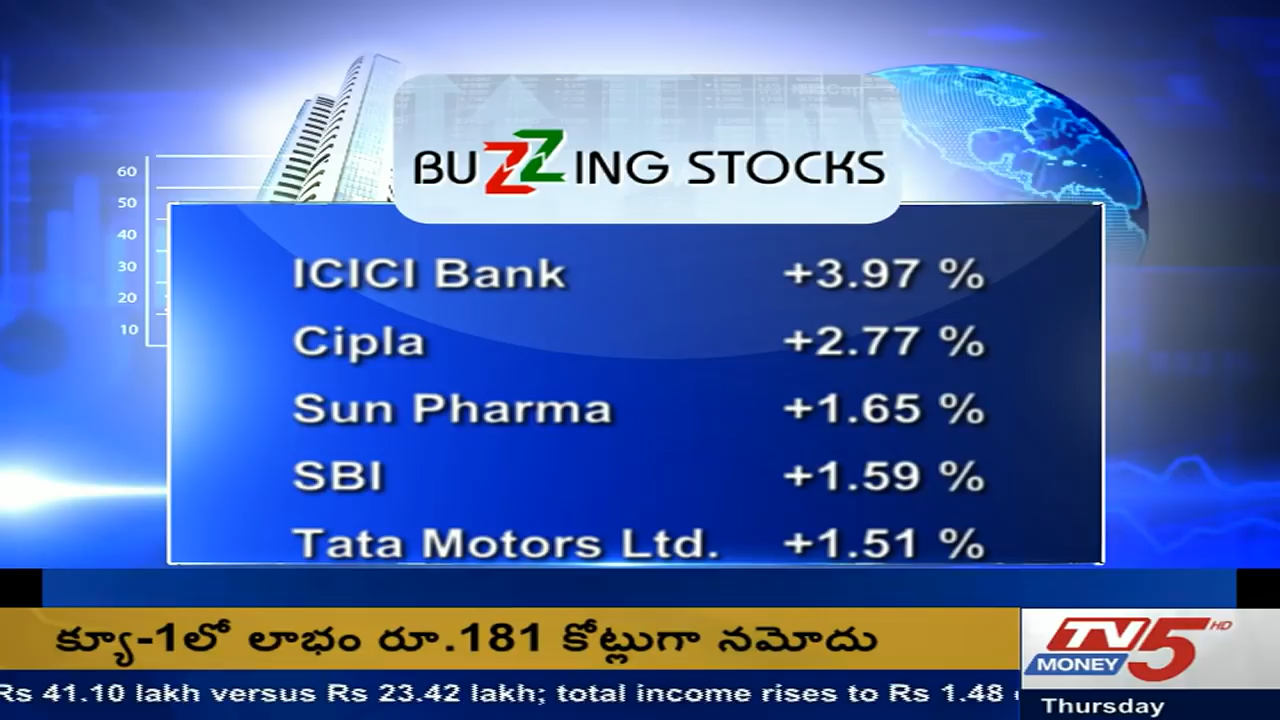 BUZZING STOCKS
60
50
40
30
20
10
ICICI Bank +3.97 %
Cipla +2.77 %
Sun Pharma +1.65 %
SBI +1.59 %
Tata Motors Ltd. +1.51 %
క్యూ-1లో లాభం రూ.181 కోట్లుగా నమోదు
TV5 HD
MONEY
Rs 41.10 lakh versus Rs 23.42 lakh; total income rises to Rs 1.48
Thursday